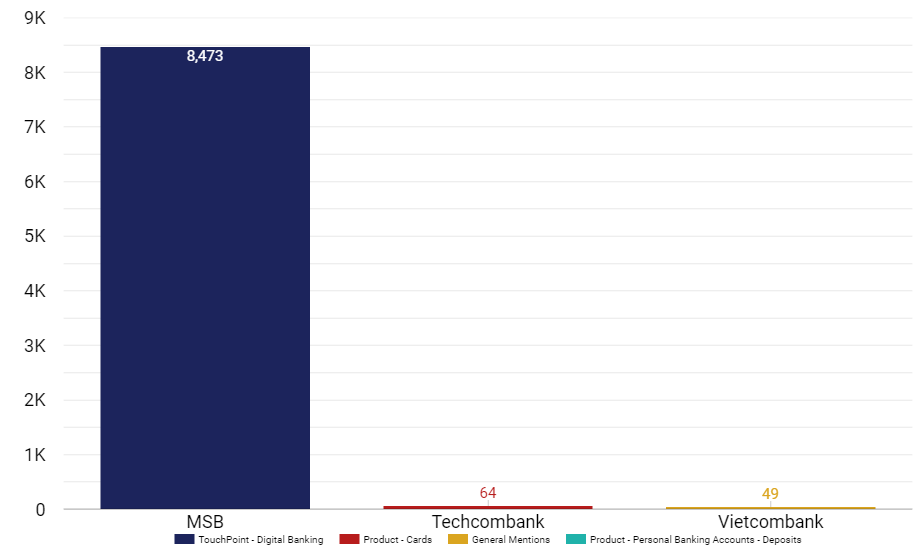 9K
8,473
8K
7K
6K
5K
4K
3K
2K
1K
64
49
0
MSB Techcombank Vietcombank
TouchPoint - Digital Banking Product - Cards General Mentions Product - Personal Banking Accounts - Deposits